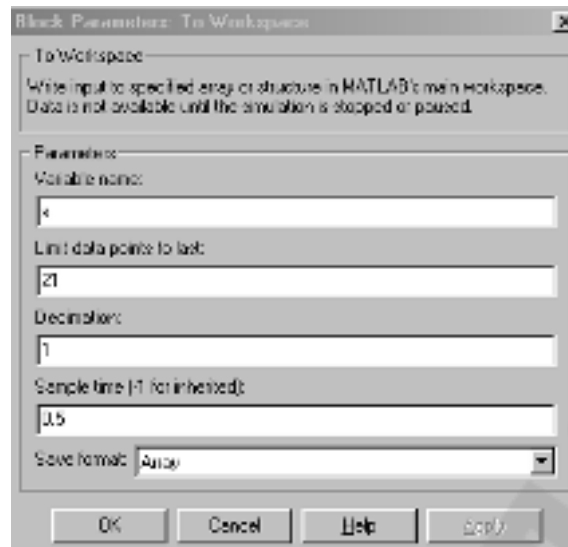 Block Parameters: To Workspace
To Workspace
Write input to specified array or structure in MATLAB's main workspace.
Data is not available until the simulation is stopped or paused.
Parameters
Variable name:
Limit data points to last:
21
Decimation:
1
Sample time (-1 for inherited):
0.5
Save format: Array
OK Cancel Help Apply